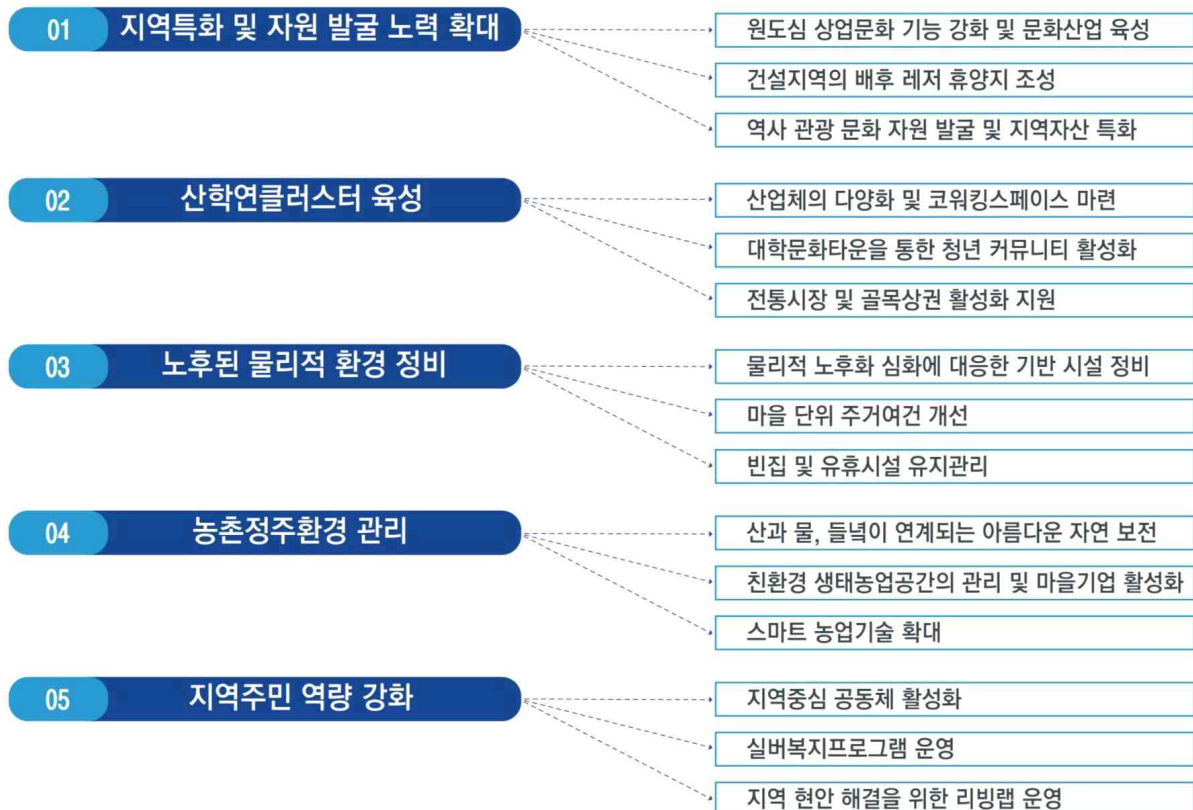 01 지역특화 및 자원 발굴 노력 확대
원도심 상업문화 기능 강화 및 문화산업 육성
건설지역의 배후 레저 휴양지 조성
역사 관광 문화 자원 발굴 및 지역자산 특화
02 산학연클러스터 육성
산업체의 다양화 및 코워킹스페이스 마련
대학문화타운을 통한 청년 커뮤니티 활성화
전통시장 및 골목상권 활성화 지원
03 노후된 물리적 환경 정비
물리적 노후화 심화에 대응한 기반 시설 정비
마을 단위 주거여건 개선
빈집 및 유휴시설 유지관리
04 농촌정주환경 관리
산과 물, 들녘이 연계되는 아름다운 자연 보전
친환경 생태농업공간의 관리 및 마을기업 활성화
스마트 농업기술 확대
05 지역주민 역량 강화
지역중심 공동체 활성화
실버복지프로그램 운영
지역 현안 해결을 위한 리빙랩 운영